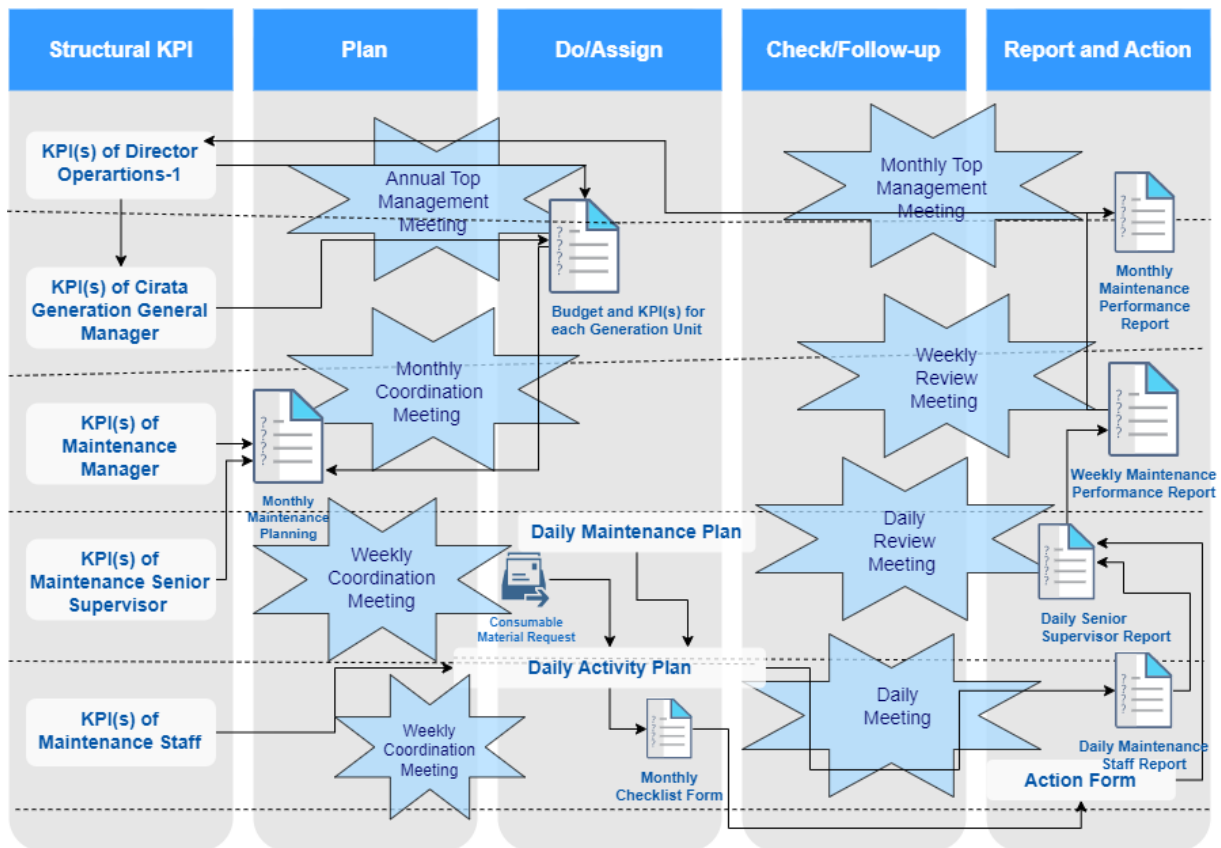 Structural KPI
Plan
Do/Assign
Check/Follow-up
Report and Action
KPI(s) of Director
Operartions-1
Annual Top
Management
Meeting
Monthly Top
Management
Meeting
?
?
?
?
Monthly
Maintenance
Performance
Report
KPI(s) of Cirata
Generation General
Manager
?
?
?
?
Budget and KPI(s) for
each Generation Unit
Monthly
Coordination
Meeting
Weekly
Review
Meeting
KPI(s) of
Maintenance
Manager
?
?
?
?
Monthly
Maintenance
Planning
?
?
?
?
Weekly Maintenance
Performance Report
KPI(s) of
Maintenance Senior
Supervisor
Weekly
Coordination
Meeting
Daily Maintenance Plan
Consumable
Material Request
Daily
Review
Meeting
?
?
?
?
Daily Senior
Supervisor Report
Daily Activity Plan
KPI(s) of
Maintenance Staff
Weekly
Coordination
Meeting
?
?
?
?
Monthly
Checklist Form
Daily
Meeting
?
?
?
?
Daily Maintenance
Staff Report
Action Form